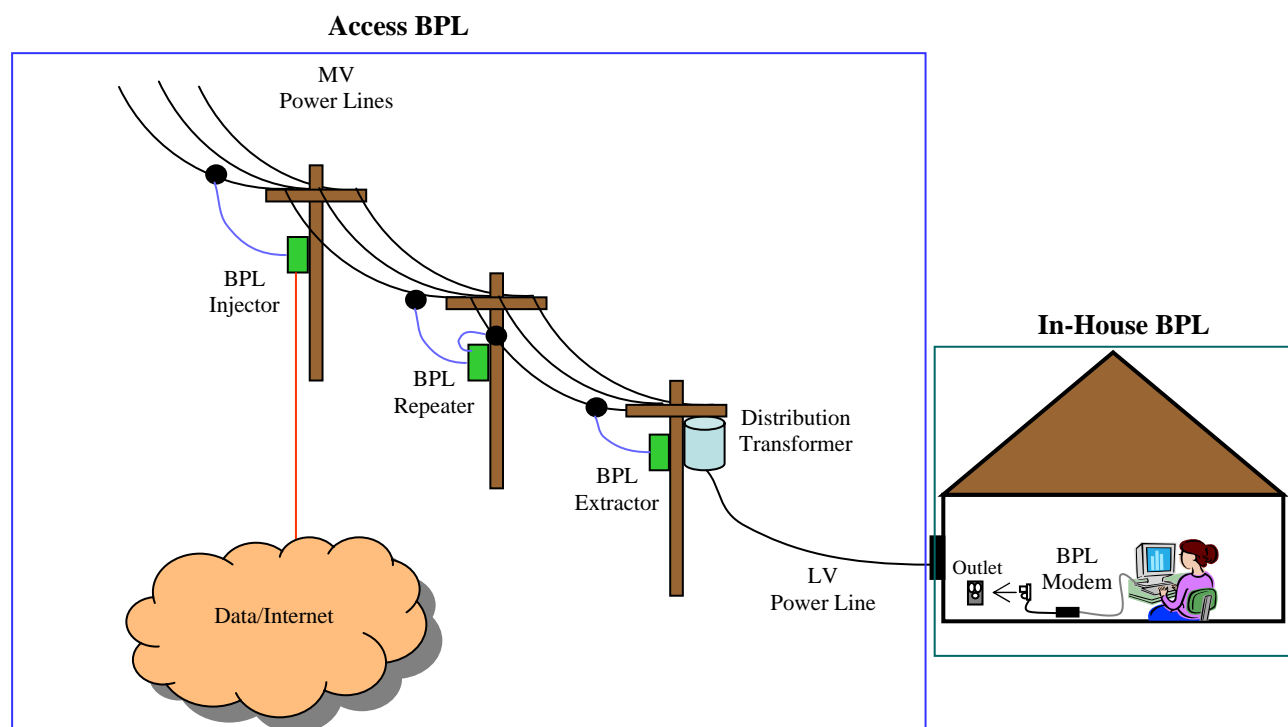 Access BPL
MV
Power Lines
BPL
Injector
BPL
Repeater
In-House BPL
Distribution
Transformer
BPL
Extractor
Outlet
BPL
Modem
LV
Power Line
Data/Internet